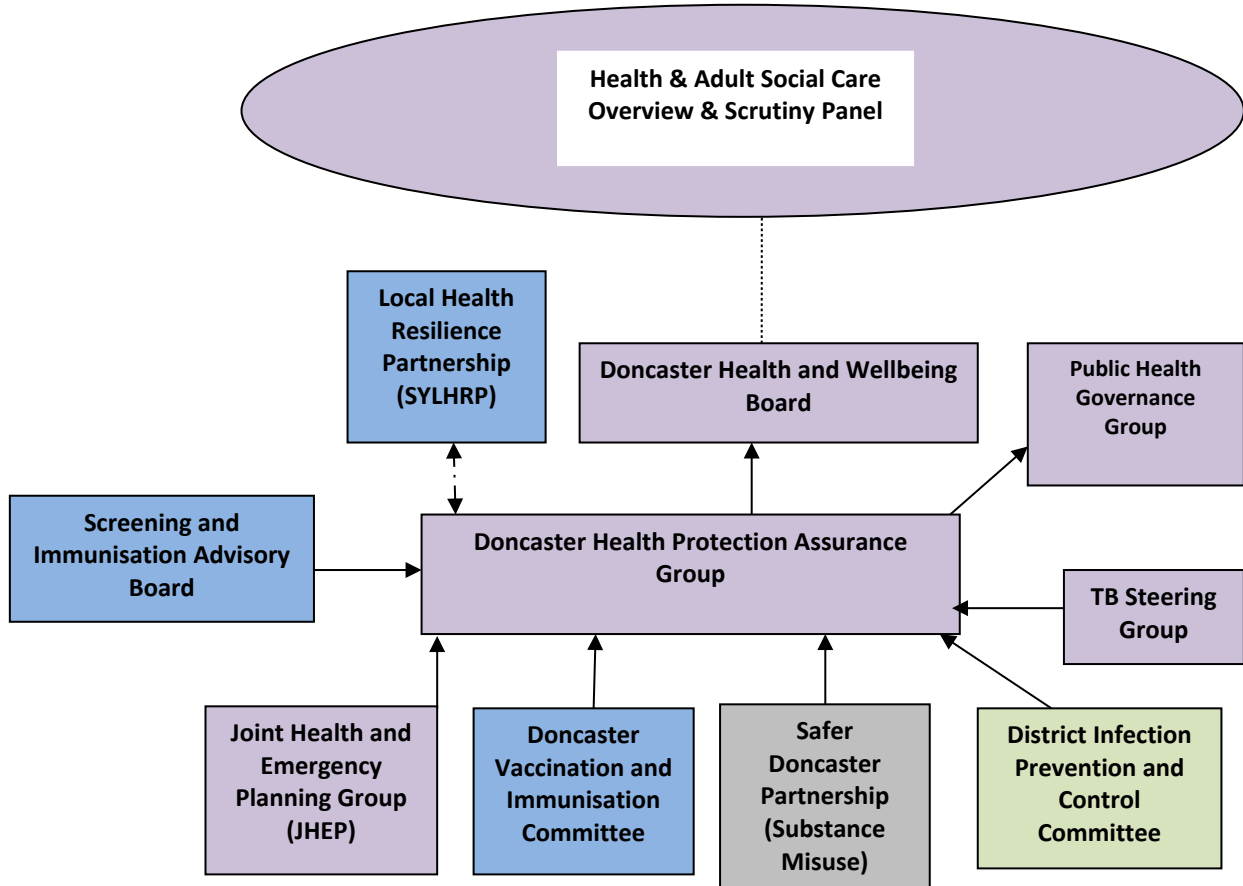 Health & Adult Social Care
Overview & Scrutiny Panel
Local Health
Resilience
Partnership
(SYLHRP)
Doncaster Health and Wellbeing
Board
Public Health
Governance
Group
Screening and
Immunisation Advisory
Board
Doncaster Health Protection Assurance
Group
TB Steering
Group
Joint Health and
Emergency
Planning Group
(JHEP)
Doncaster
Vaccination and
Immunisation
Committee
Safer
Doncaster
Partnership
(Substance
Misuse)
District Infection
Prevention and
Control
Committee